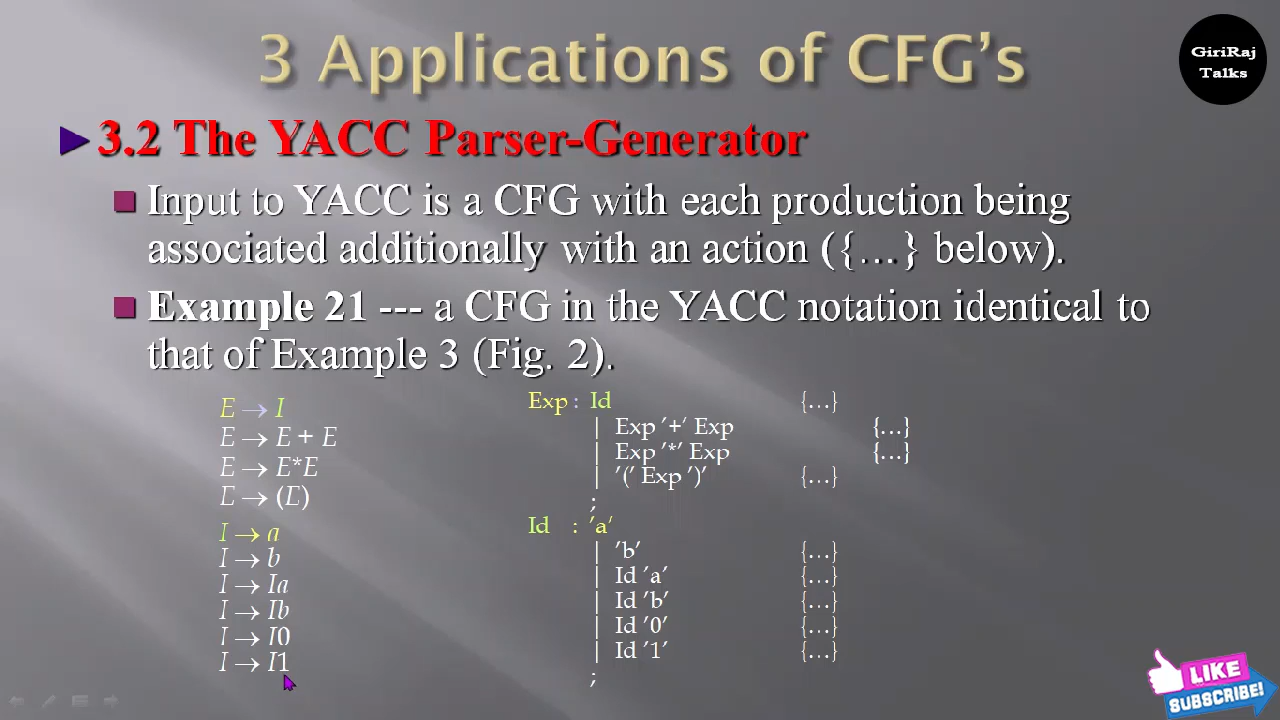 3 Applications of CFG's
GiriRaj
Talks
3.2 The YACC Parser-Generator
Input to YACC is a CFG with each production being
associated additionally with an action ({…} below).
Example 21 --- a CFG in the YACC notation identical to
that of Example 3 (Fig. 2).
E → I
E → E + E
E → E*E
E → (E)
I → a
I → b
I → Ia
I → Ib
I → I0
I → I1
Exp : Id {…}
| Exp ′+′ Exp {…}
| Exp ′*′ Exp {…}
| ′(′ Exp ′)′ {…}
;
Id : ′a′
| ′b′ {…}
| Id ′a′ {…}
| Id ′b′ {…}
| Id ′0′ {…}
| Id ′1′ {…}
;
LIKE
SUBSCRIBE!